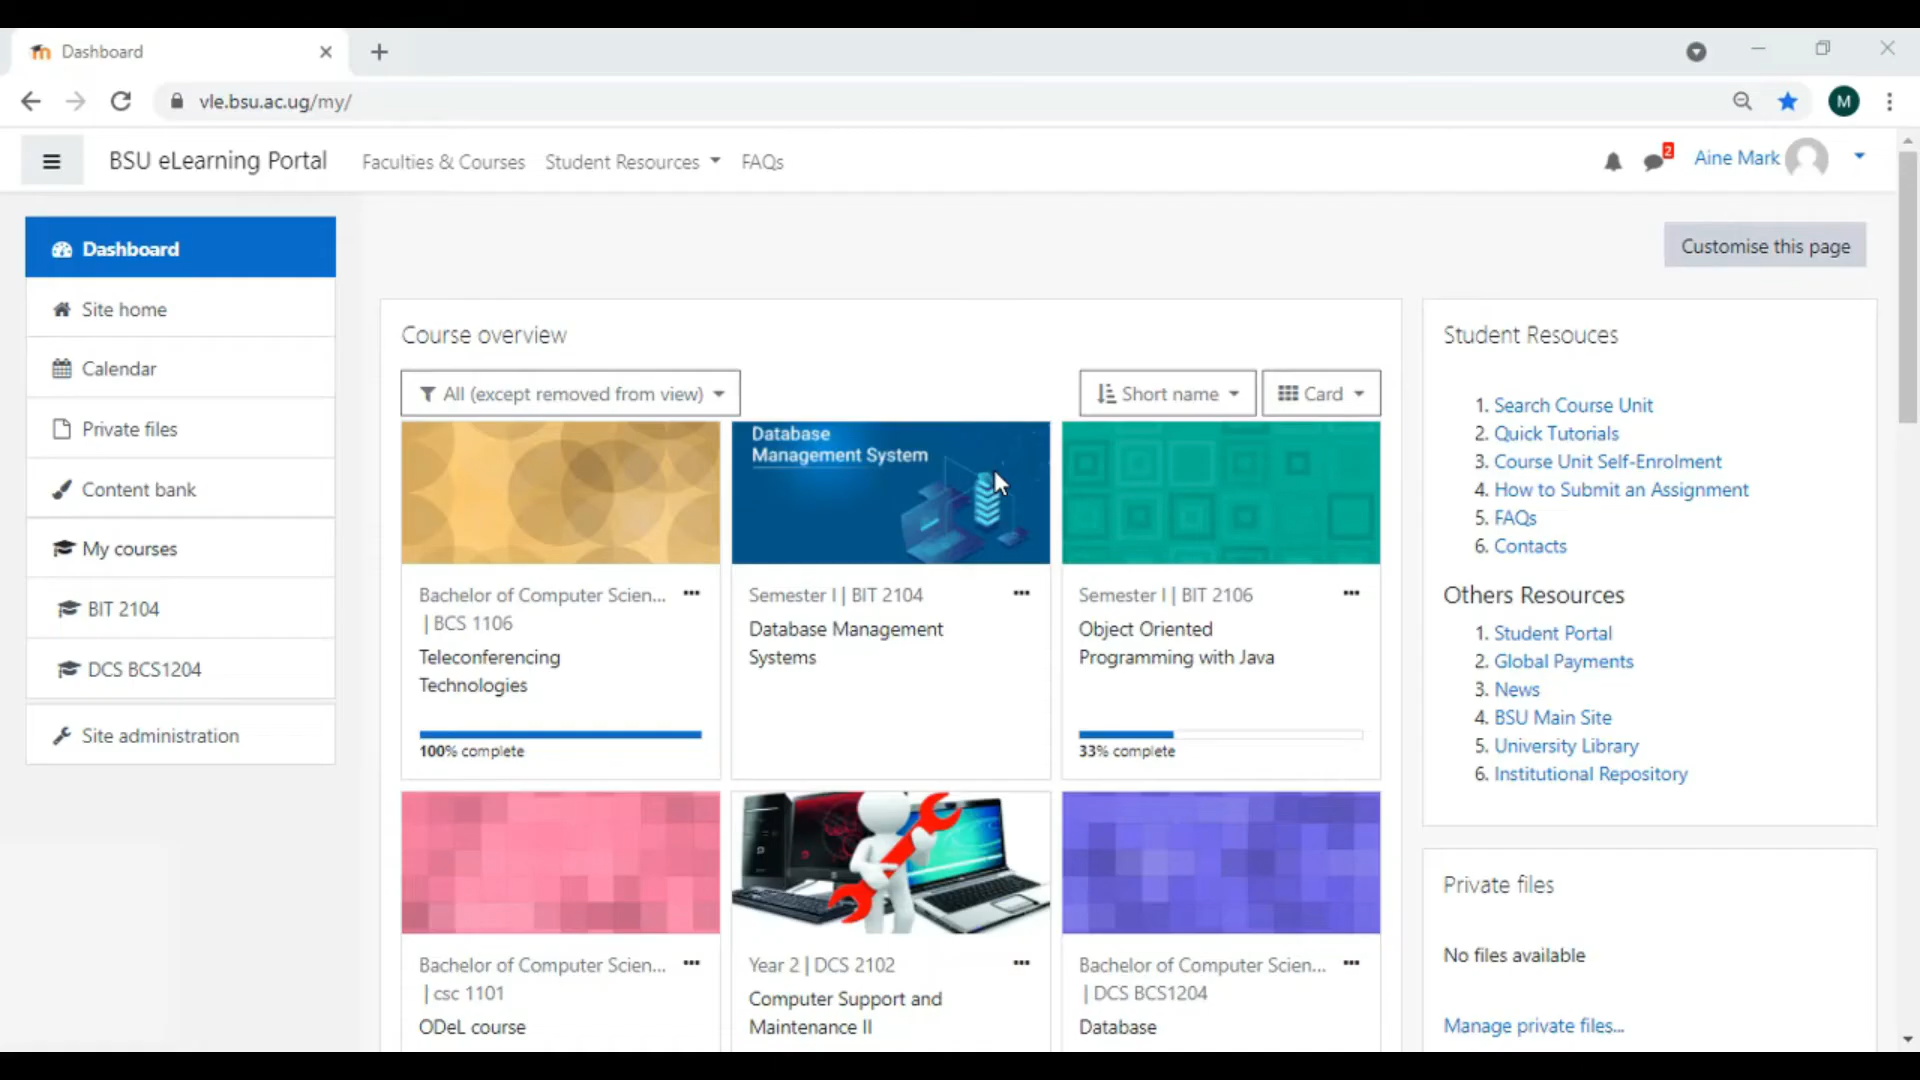 Dashboard
vle.bsu.ac.ug/my/
M
BSU eLearning Portal
Faculties & Courses
Student Resources
FAQs
2
Aine Mark
Dashboard
Site home
Calendar
Private files
Content bank
My courses
BIT 2104
DCS BCS1204
Site administration
Customise this page
Course overview
All (except removed from view)
Short name
Card
Bachelor of Computer Scien...
| BCS 1106
Teleconferencing
Technologies
100% complete
Database
Management System
Semester I | BIT 2104
Database Management
Systems
Semester I | BIT 2106
Object Oriented
Programming with Java
33% complete
Bachelor of Computer Scien...
| csc 1101
ODeL course
Year 2 | DCS 2102
Computer Support and
Maintenance II
Bachelor of Computer Scien...
| DCS BCS1204
Database
Student Resouces
1. Search Course Unit
2. Quick Tutorials
3. Course Unit Self-Enrolment
4. How to Submit an Assignment
5. FAQs
6. Contacts
Others Resources
1. Student Portal
2. Global Payments
3. News
4. BSU Main Site
5. University Library
6. Institutional Repository
Private files
No files available
Manage private files...